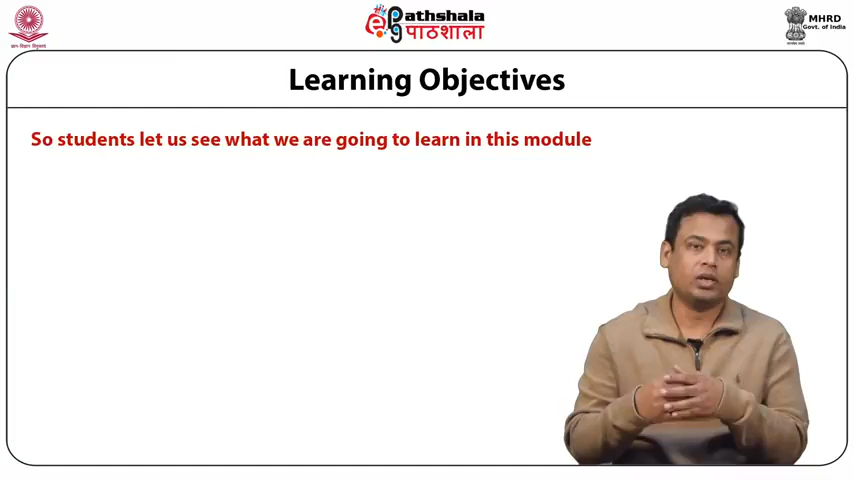 Pathshala
पाठशाला
MHRD
Govt. of India
Learning Objectives
So students let us see what we are going to learn in this module